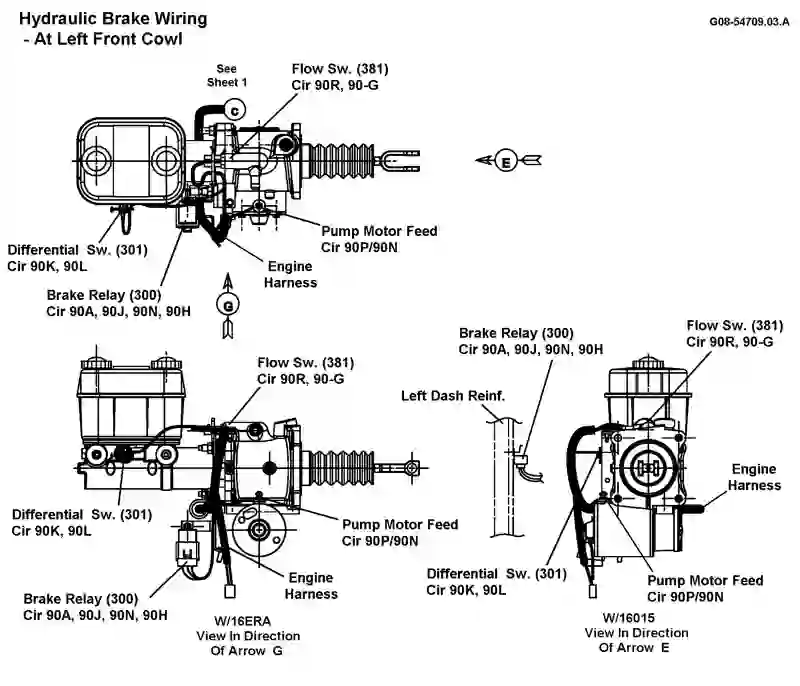 Hydraulic Brake Wiring
- At Left Front Cowl
G08-54709.03.A
See
Sheet 1
Flow Sw. (381)
Cir 90R, 90-G
C
E
Pump Motor Feed
Cir 90P/90N
Differential Sw. (301)
Cir 90K, 90L
Engine
Harness
Brake Relay (300)
Cir 90A, 90J, 90N, 90H
G
Flow Sw. (381)
Cir 90R, 90-G
Brake Relay (300)
Cir 90A, 90J, 90N, 90H
Flow Sw. (381)
Cir 90R, 90-G
Left Dash Reinf.
Engine
Harness
Differential Sw. (301)
Cir 90K, 90L
Pump Motor Feed
Cir 90P/90N
Engine
Harness
Differential Sw. (301)
Cir 90K, 90L
Pump Motor Feed
Cir 90P/90N
Brake Relay (300)
Cir 90A, 90J, 90N, 90H
W/16ERA
View In Direction
Of Arrow G
W/16015
View In Direction
Of Arrow E